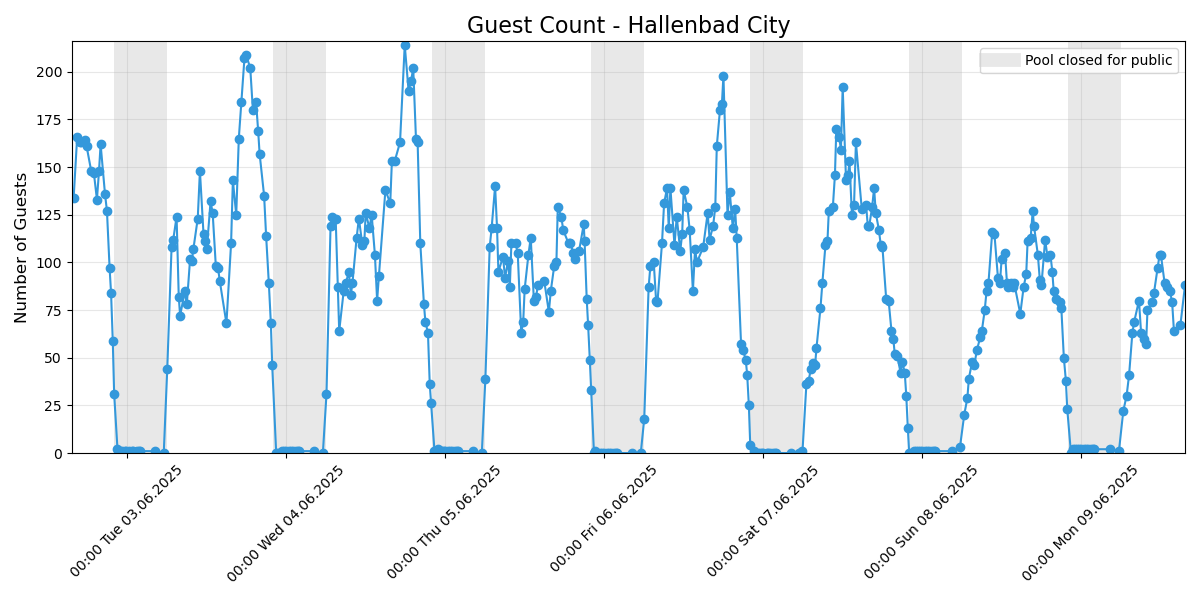 Guest Count - Hallenbad City
Pool closed for public
Number of Guests
200
175
150
125
100
75
50
25
0
00:00 Tue 03.06.2025
00:00 Wed 04.06.2025
00:00 Thu 05.06.2025
00:00 Fri 06.06.2025
00:00 Sat 07.06.2025
00:00 Sun 08.06.2025
00:00 Mon 09.06.2025